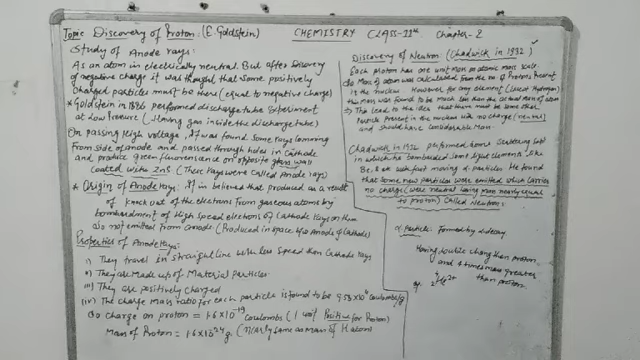 Topic Discovery of Proton (E. Goldstein)
CHEMISTRY CLASS-11th Chapter-2
Study of Anode rays:
As an atom in electrically neutral. But after Discovery
of negative charge it was thought that some positively
charged particles must be there (equal to negative charge)
* Goldstein in 1886 performed discharge tube Experiment
at Low Pressure (Having gas inside the discharge tube)
On passing High voltage, it was found some rays comming
From side of anode and passed through holes in Cathode
and produce green fluorensence on opposite glass wall
coated with ZnS (These Rays were called Anode rays)
* Origin of Anode rays: It is believed that produced as a result
of knock out of the electrons from gaseous atoms by
bombardment of High speed electrons of Cathode Rays on them
do not emitted from anode (Produced in space b/w Anode & Cathode)
Properties of Anode Rays:
i) They travel in straight line with less speed than Cathode rays
ii) They are Made up of Material Particles
iii) They are positively charged
(iv) The charge Mass ratio for each particle is found to be 9.58×10⁴ Coulombs/g
So charge on proton = 1.6×10⁻¹⁹ Coulombs (1 unit Positive for Proton)
Mass of Proton = 1.6×10⁻²⁴ g (nearly same as Mass of H atom)
Discovery of Neutron (Chadwick in 1932)
Each proton has one unit mass on atomic mass scale
So Mass of atom was calculated from the no of Protons Present
in the nucleus However for any element (Except Hydrogen)
this Mass was found to be much less than the actual mass of atom
⇒ This lead to the idea that there must be some other
Particle Present in the nucleus with no charge (neutral)
and should have considerable Mass.
Chadwick in 1932 performed some scattering Expt
in which he bombarded some light elements like
Be, B with fast moving α Particles. He found
that some new particles were emitted which carries
no charge (were neutral having mass nearly equal
to proton) Called Neutrons
α Particle: Formed by α decay
Having double charge than proton
and 4 times mass greater
than proton.
eg. ₂⁴He²⁺